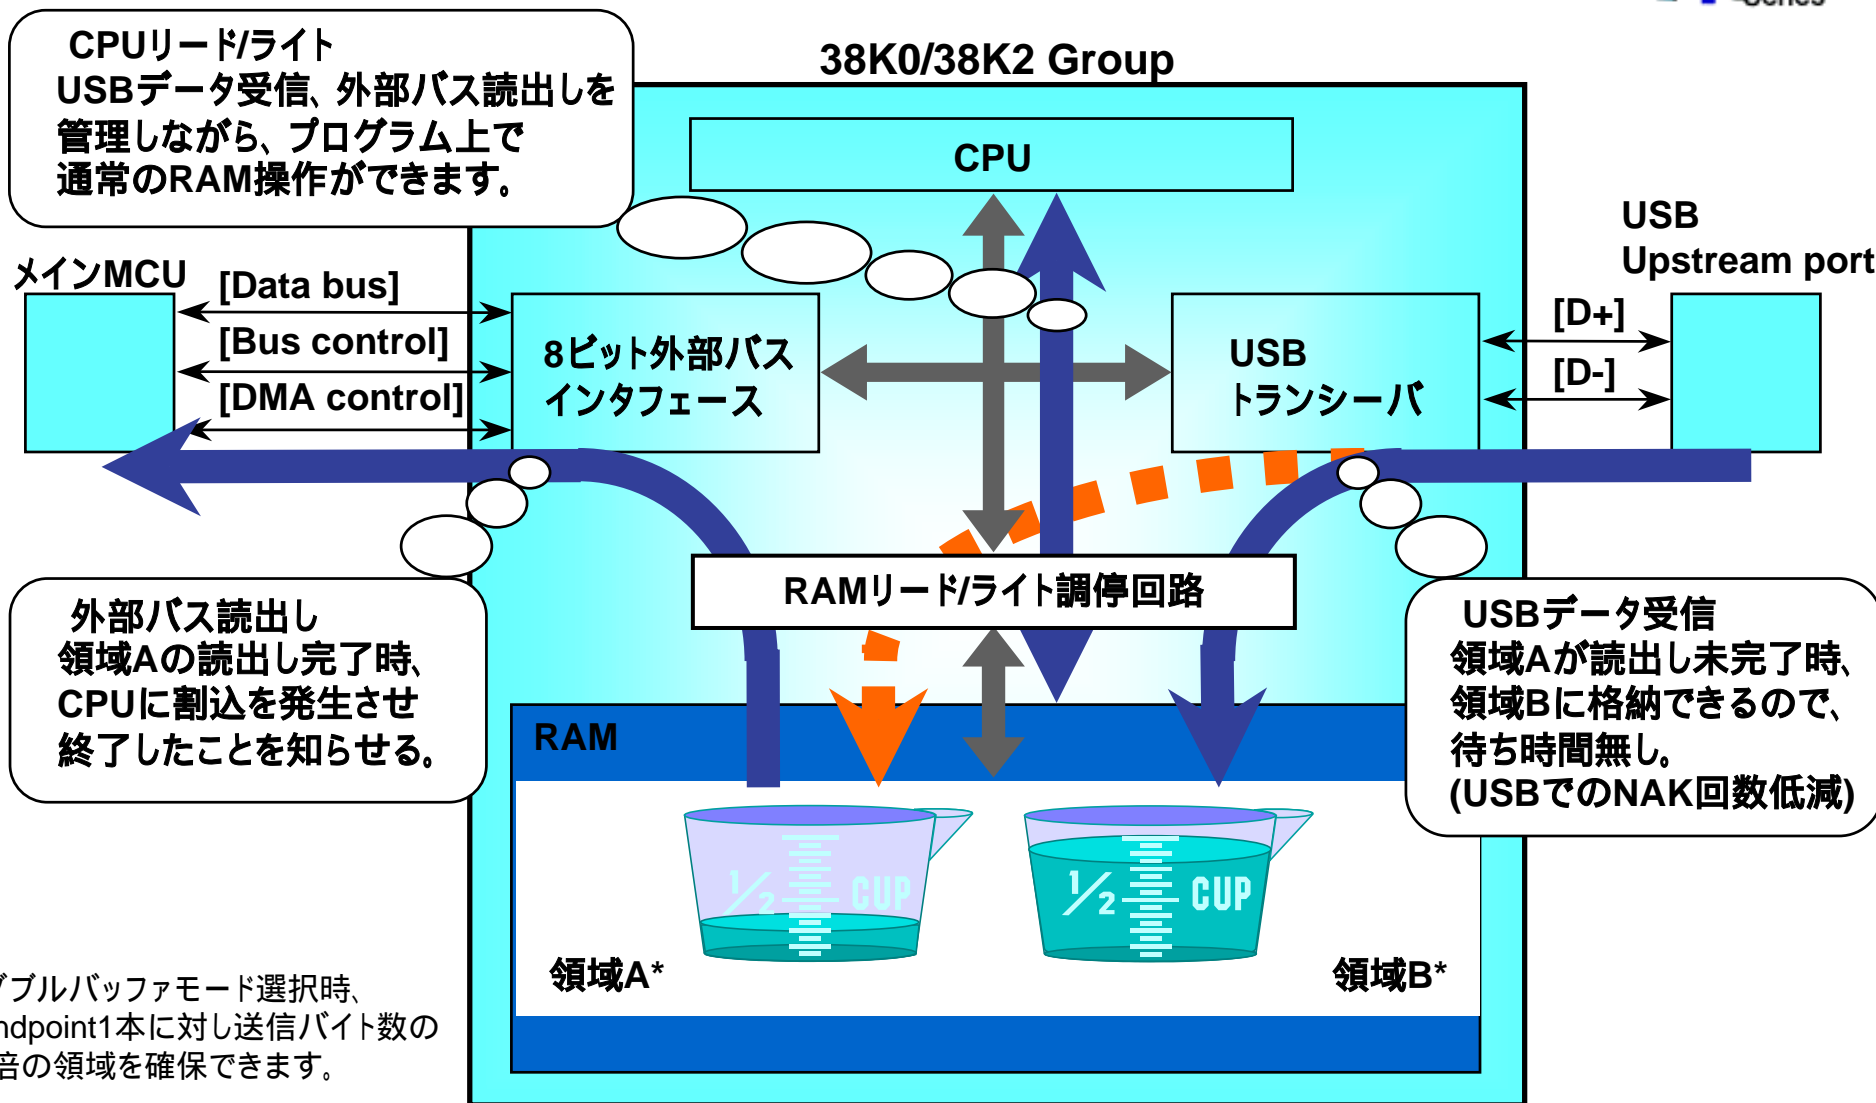 Series
38K0/38K2 Group
CPUリード/ライト
USBデータ受信、外部バス読出しを
管理しながら、プログラム上で
通常のRAM操作ができます。
CPU
USB
Upstream port
メインMCU
[Data bus]
[Bus control]
[DMA control]
8ビット外部バス
インタフェース
USB
トランシーバ
[D+]
[D-]
RAMリード/ライト調停回路
外部バス読出し
領域Aの読出し完了時、
CPUに割込を発生させ
終了したことを知らせる。
USBデータ受信
領域Aが読出し未完了時、
領域Bに格納できるので、
待ち時間無し。
(USBでのNAK回数低減)
RAM
1/2 CUP
1/2 CUP
領域A*
領域B*
ブルバッファモード選択時、
ndpoint1本に対し送信バイト数の
倍の領域を確保できます。